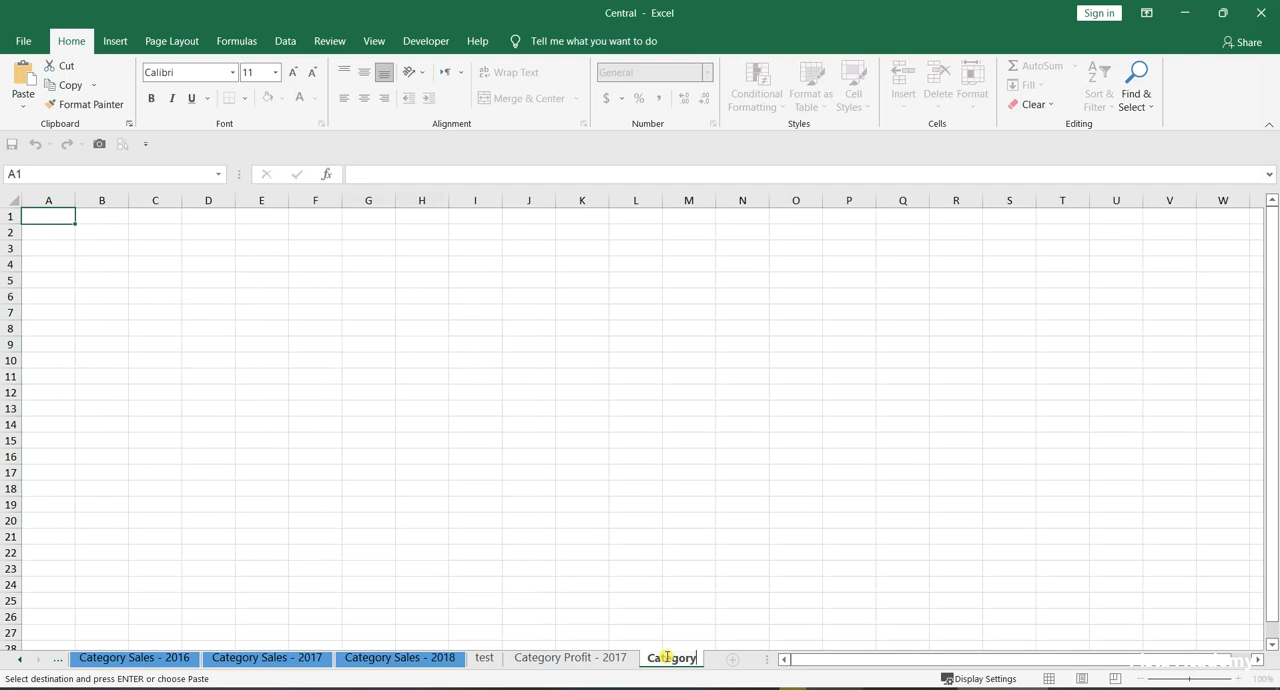 Central - Excel
Sign in
File Home Insert Page Layout Formulas Data Review View Developer Help Tell me what you want to do Share
Paste
Cut
Copy
Format Painter
Clipboard
Calibri 11
B I U
Font
Wrap Text
Merge & Center
Alignment
General
Number
Conditional Formatting
Format as Table
Cell Styles
Styles
Insert Delete Format
Cells
AutoSum
Fill
Clear
Sort & Filter
Find & Select
Editing
A1
fx
A B C D E F G H I J K L M N O P Q R S T U V W
1
2
3
4
5
6
7
8
9
10
11
12
13
14
15
16
17
18
19
20
21
22
23
24
25
26
27
28
... Category Sales - 2016 Category Sales - 2017 Category Sales - 2018 test Category Profit - 2017 Category
Select destination and press ENTER or choose Paste
Display Settings
100%